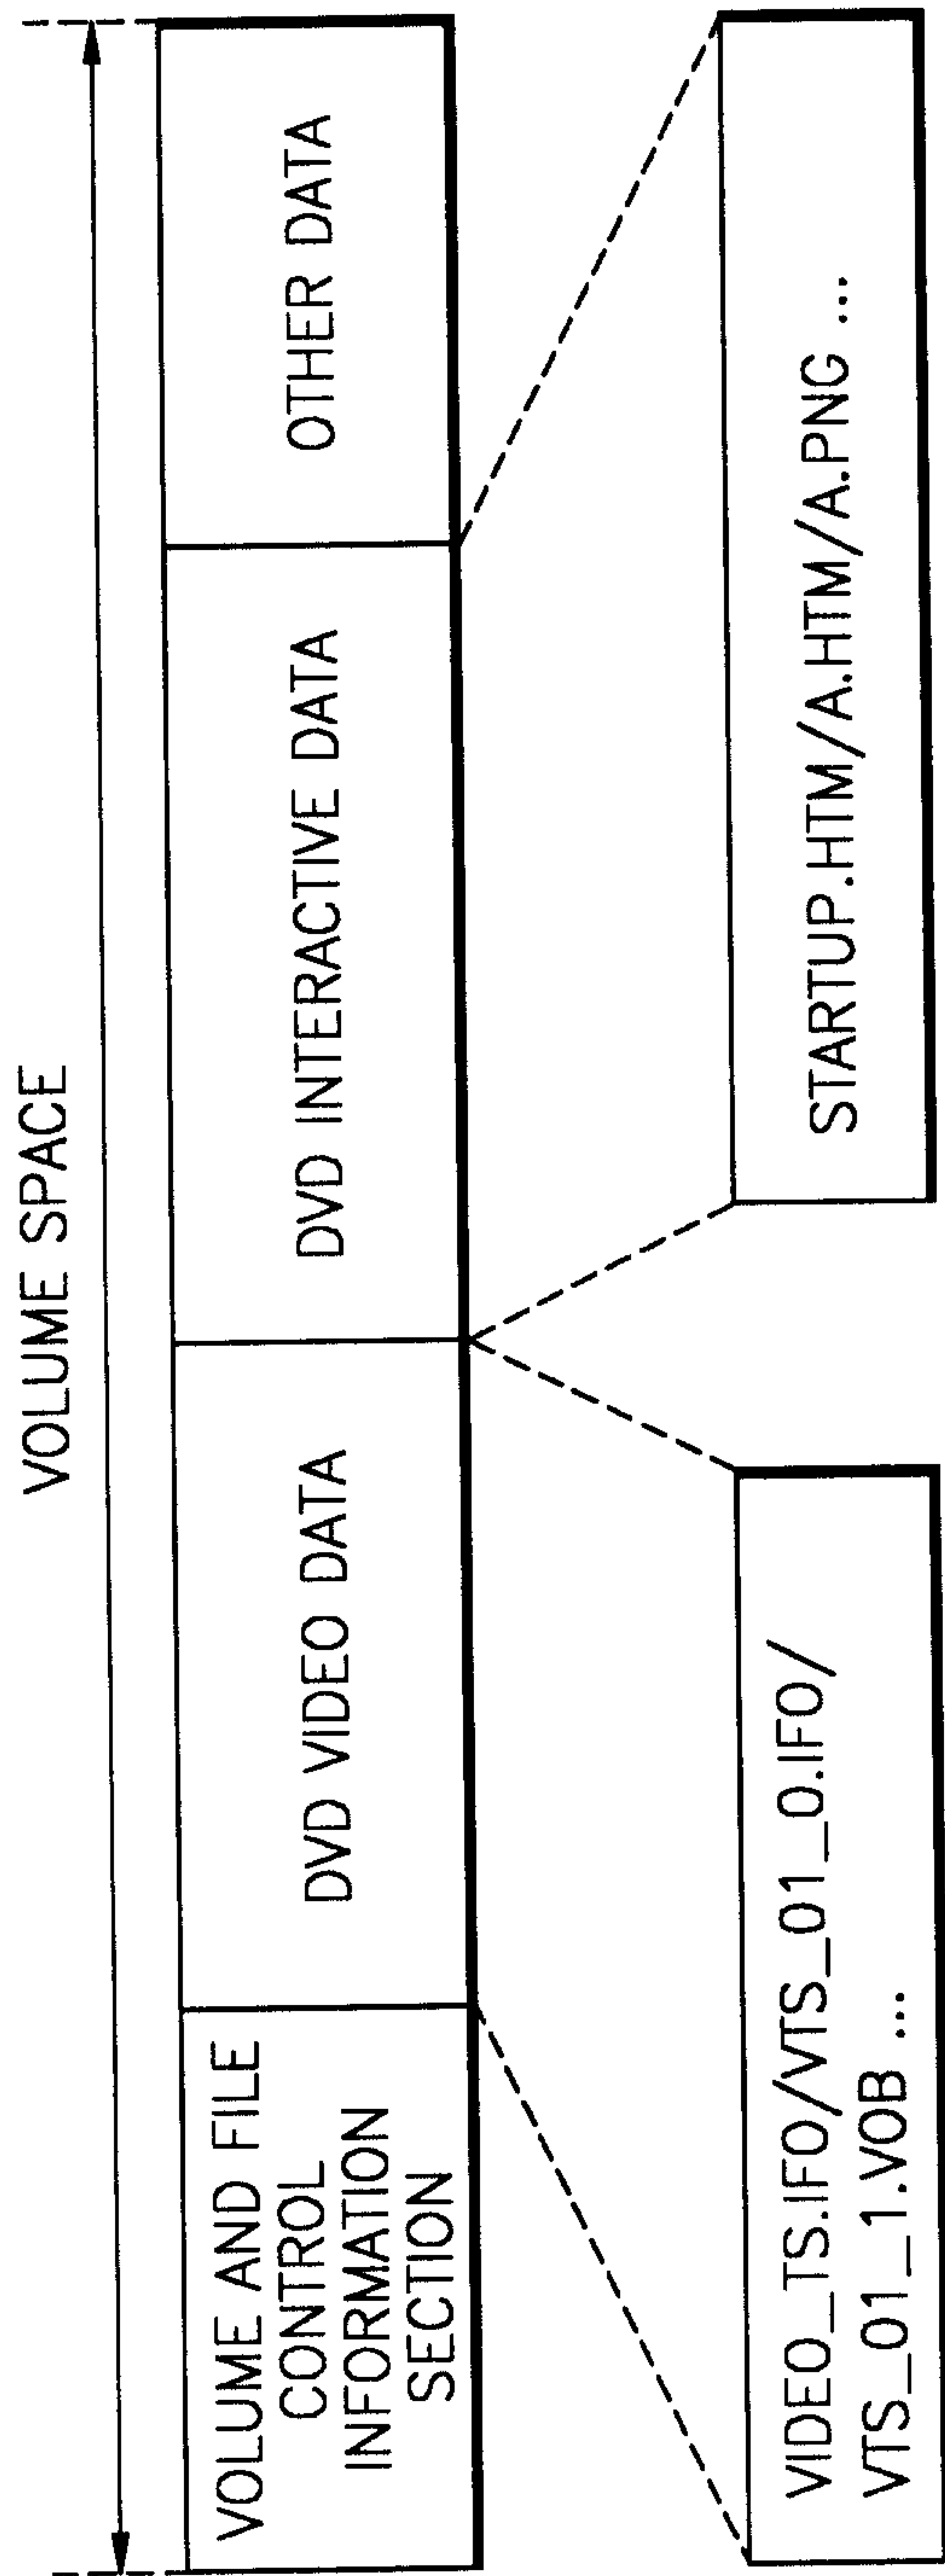 VOLUME SPACE
VOLUME AND FILE
CONTROL
INFORMATION
SECTION
DVD VIDEO DATA
DVD INTERACTIVE DATA
OTHER DATA
VIDEO_TS.IFO/VTS_01_0.IFO/
VTS_01_1.VOB ...
STARTUP.HTM/A.HTM/A.PNG ...